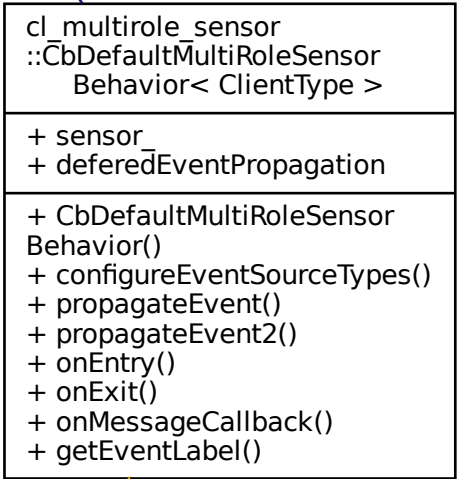 cl_multirole_sensor
::CbDefaultMultiRoleSensor
Behavior< ClientType >
+ sensor_
+ deferedEventPropagation
+ CbDefaultMultiRoleSensor
Behavior()
+ configureEventSourceTypes()
+ propagateEvent()
+ propagateEvent2()
+ onEntry()
+ onExit()
+ onMessageCallback()
+ getEventLabel()